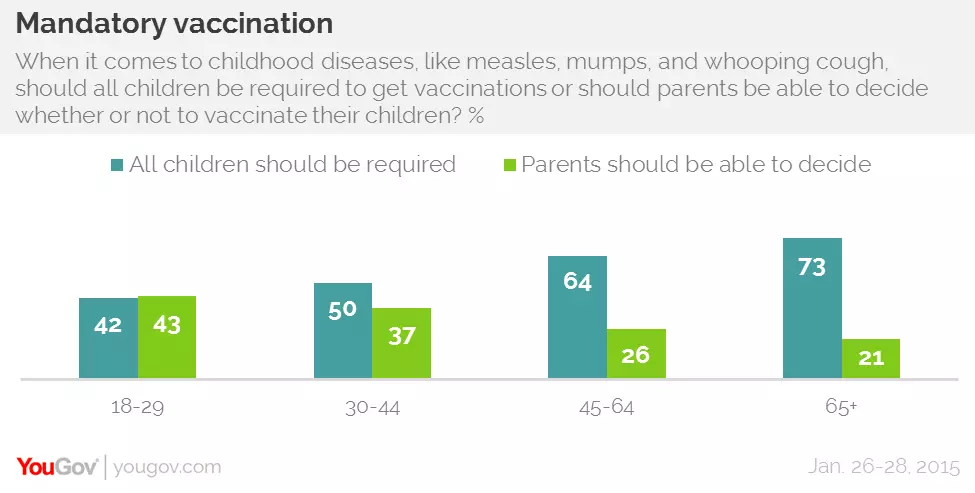 Mandatory vaccination
When it comes to childhood diseases, like measles, mumps, and whooping cough,
should all children be required to get vaccinations or should parents be able to decide
whether or not to vaccinate their children? %
All children should be required Parents should be able to decide
42 43 50 37 64 26 73 21
18-29 30-44 45-64 65+
YouGov yougov.com Jan. 26-28, 2015